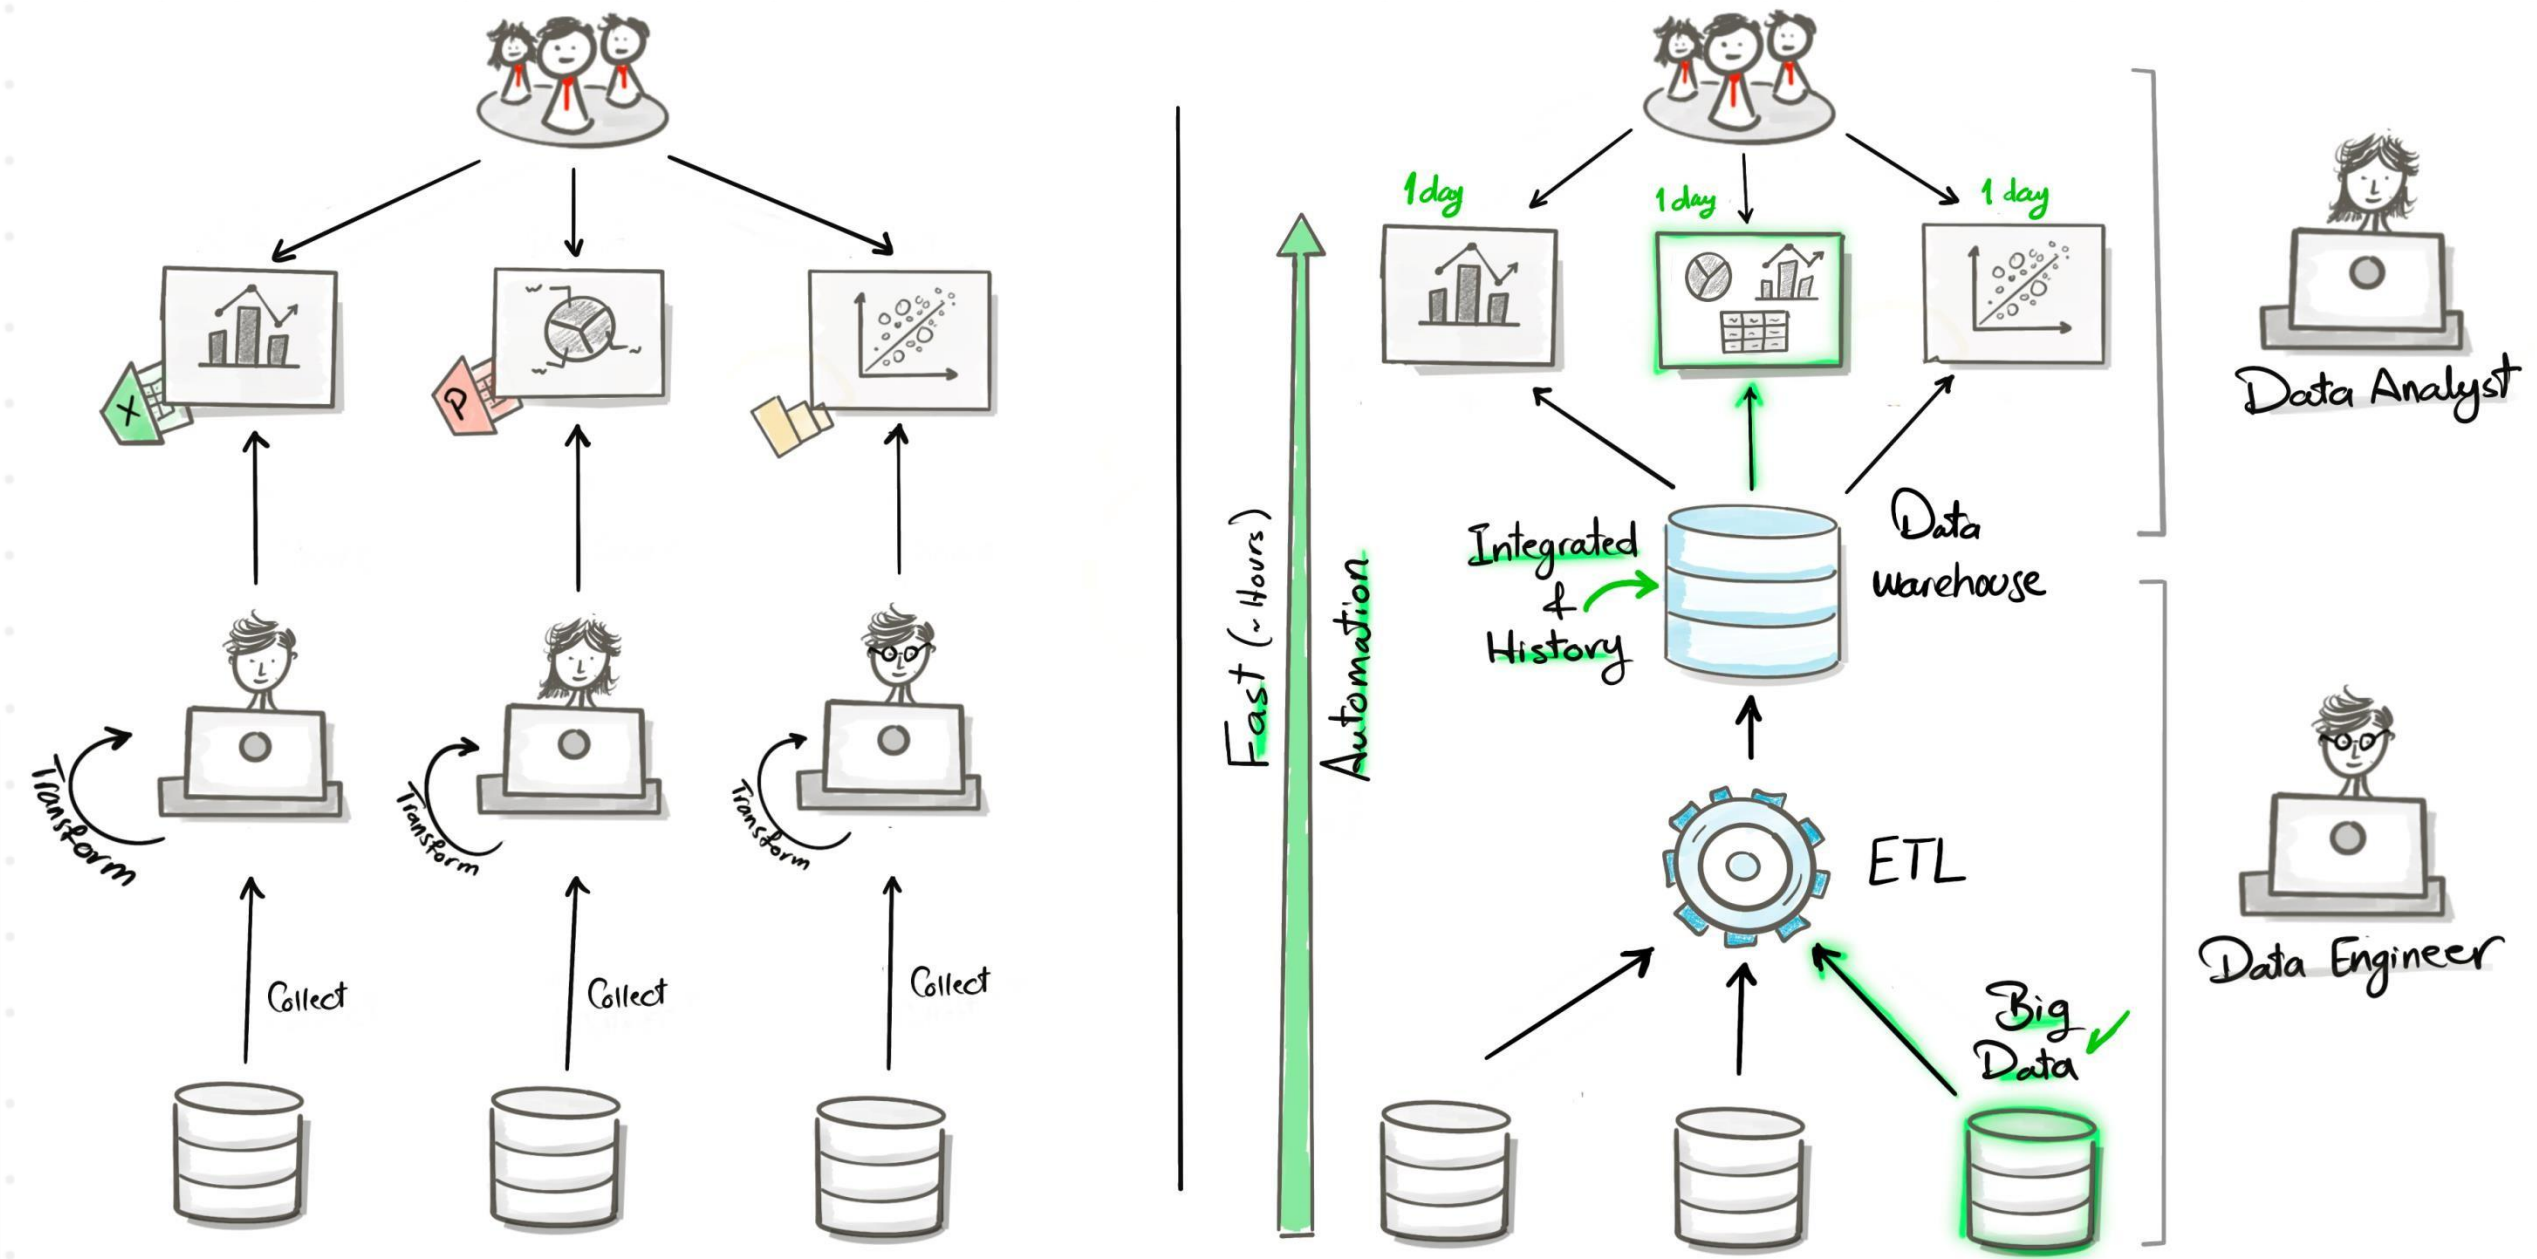 X
P
Transform
Transform
Transform
Collect
Collect
Collect
1 day
1 day
1 day
Fast (~ Hours)
Automation
Integrated
&
History
Data
warehouse
ETL
Big
Data
Data Analyst
Data Engineer